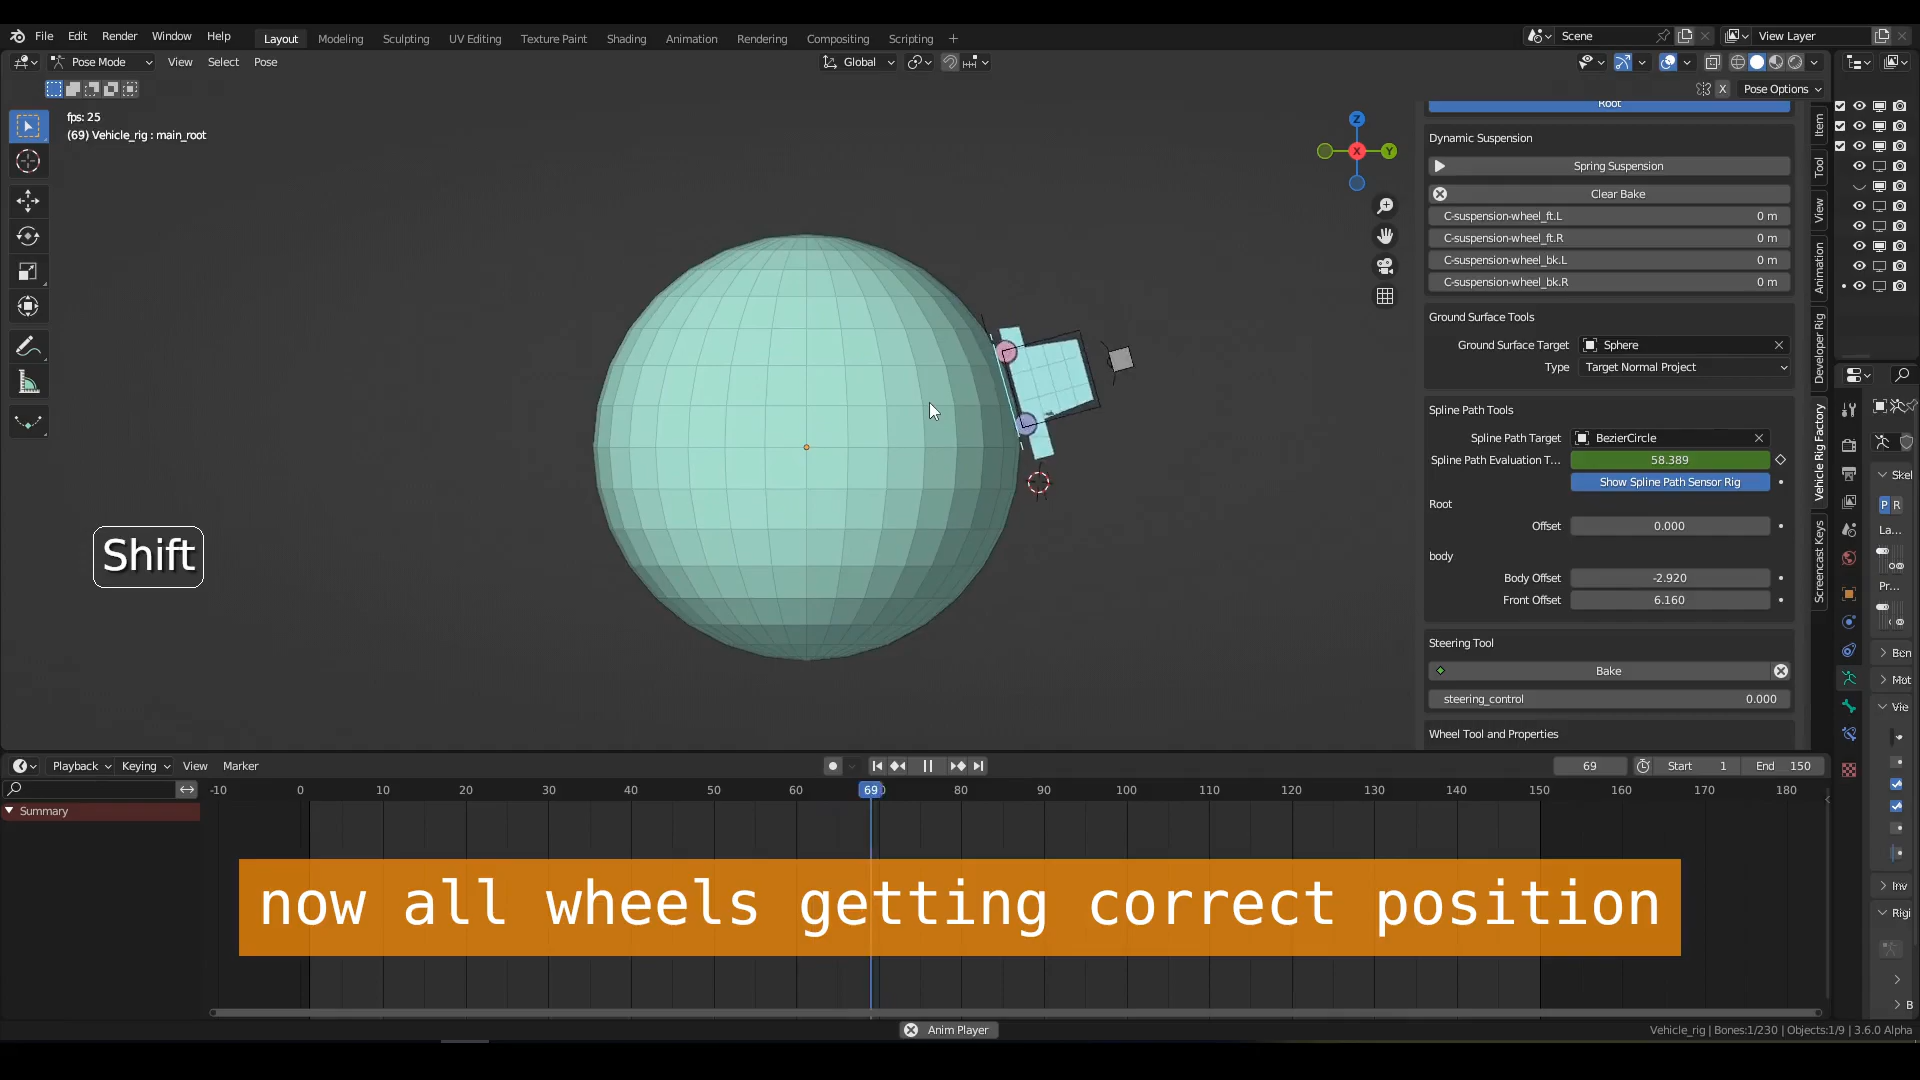 File Edit Render Window Help Layout Modeling Sculpting UV Editing Texture Paint Shading Animation Rendering Compositing Scripting + Scene View Layer
Pose Mode View Select Pose Global
X Pose Options
fps: 25
(69) Vehicle_rig : main_root
Z
X
Y
Root
Dynamic Suspension
Spring Suspension
Clear Bake
C-suspension-wheel_ft.L 0 m
C-suspension-wheel_ft.R 0 m
C-suspension-wheel_bk.L 0 m
C-suspension-wheel_bk.R 0 m
Ground Surface Tools
Ground Surface Target Sphere
Type Target Normal Project
Spline Path Tools
Spline Path Target BezierCircle
Spline Path Evaluation T... 58.389
Show Spline Path Sensor Rig
Root
Offset 0.000
body
Body Offset -2.920
Front Offset 6.160
Steering Tool
Bake
steering_control 0.000
Wheel Tool and Properties
Item
Tool
View
Animation
Developer Rig
Vehicle Rig Factory
Screencast Keys
Skel
P R
La...
Pr...
Bon
Mot
Vie
Inv
Rigi
B
Shift
Playback Keying View Marker 69 Start 1 End 150
-10 0 10 20 30 40 50 60 69 80 90 100 110 120 130 140 150 160 170 180
Summary
now all wheels getting correct position
Anim Player
Vehicle_rig | Bones:1/230 | Objects:1/9 | 3.6.0 Alpha